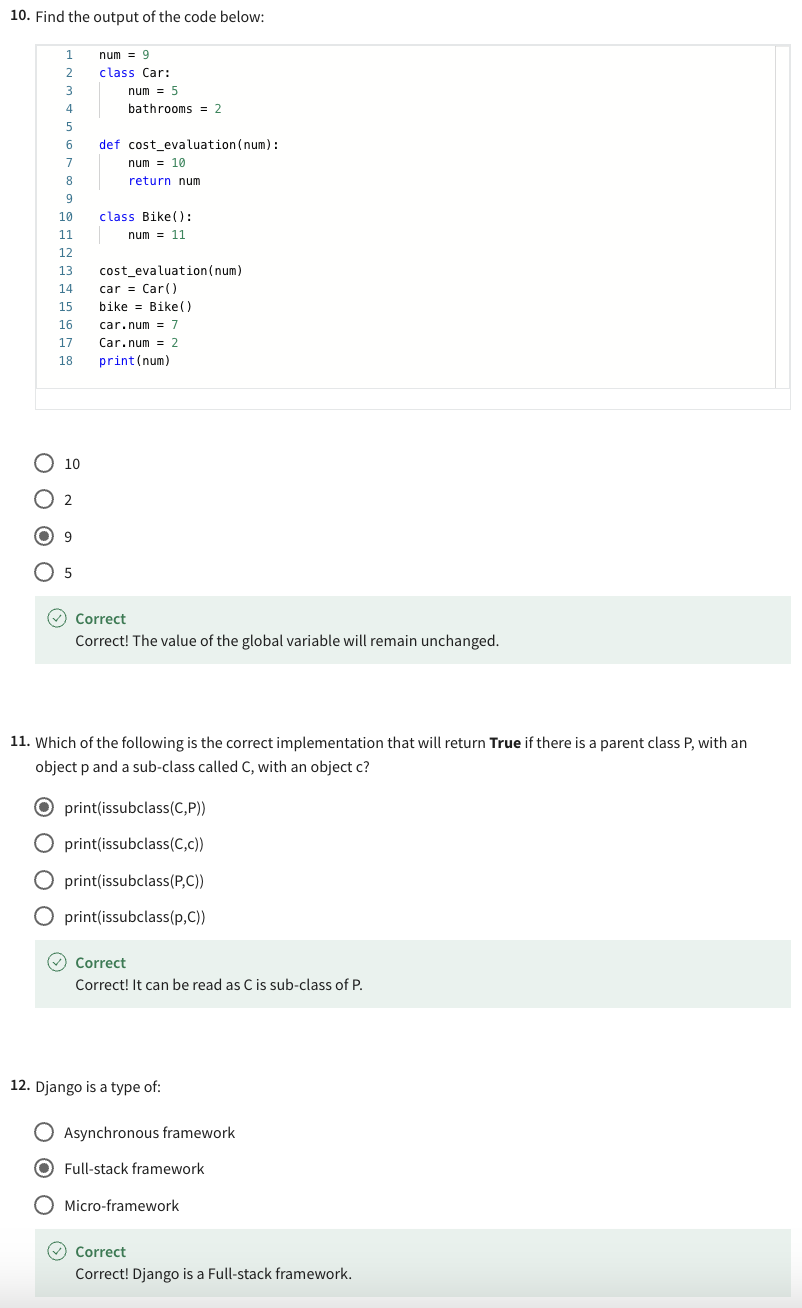 10. Find the output of the code below:
1 num = 9
2 class Car:
3     num = 5
4     bathrooms = 2
5
6 def cost_evaluation(num):
7     num = 10
8     return num
9
10 class Bike():
11     num = 11
12
13 cost_evaluation(num)
14 car = Car()
15 bike = Bike()
16 car.num = 7
17 Car.num = 2
18 print(num)
10
2
9
5
Correct
Correct! The value of the global variable will remain unchanged.
11. Which of the following is the correct implementation that will return True if there is a parent class P, with an
object p and a sub-class called C, with an object c?
print(issubclass(C,P))
print(issubclass(C,c))
print(issubclass(P,C))
print(issubclass(p,C))
Correct
Correct! It can be read as C is sub-class of P.
12. Django is a type of:
Asynchronous framework
Full-stack framework
Micro-framework
Correct
Correct! Django is a Full-stack framework.